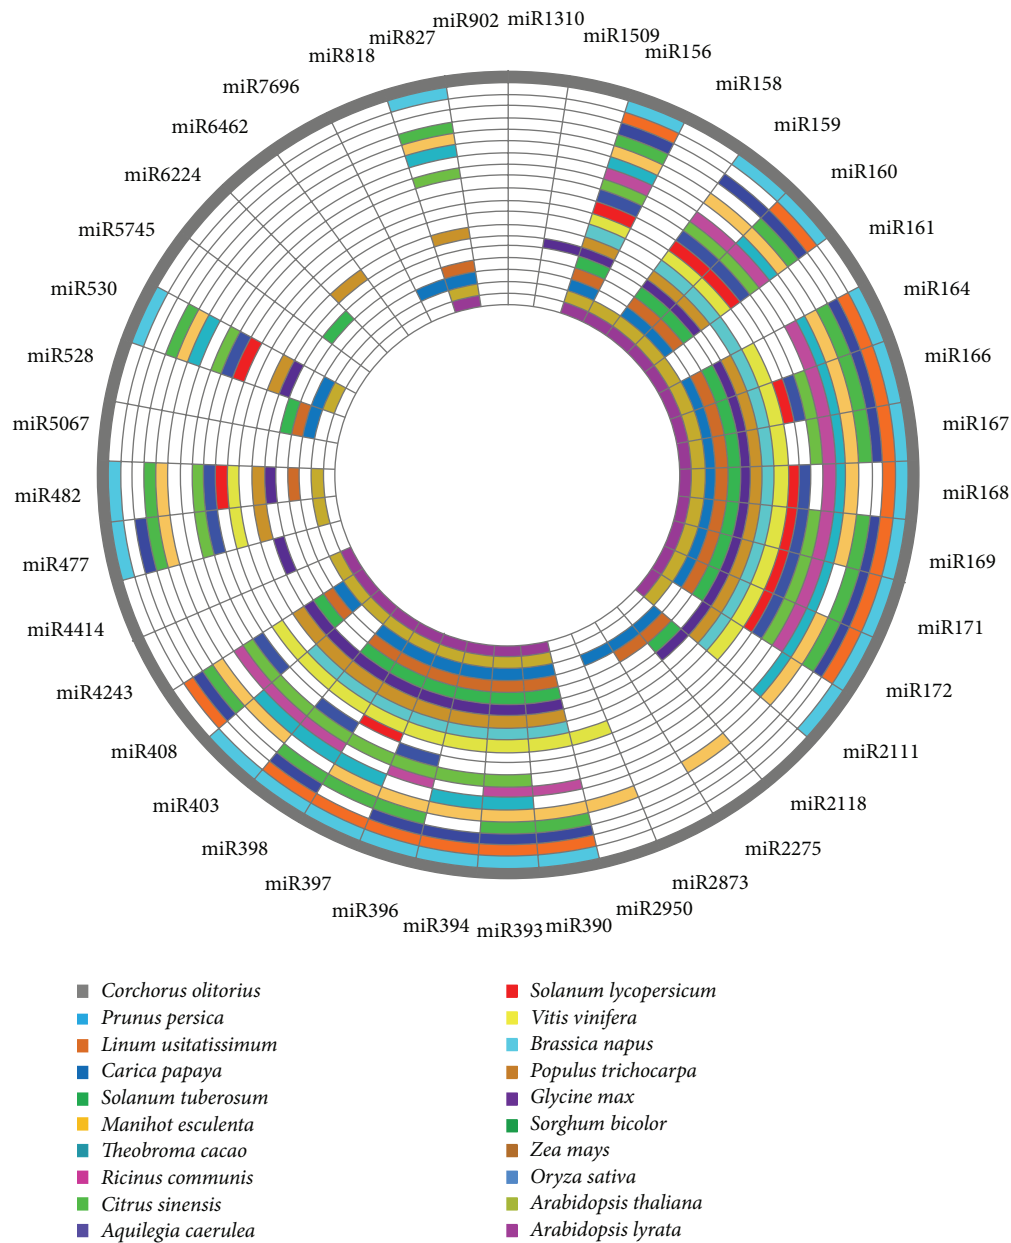 miR902 miR1310
miR827 miR1509
miR818 miR156
miR7696 miR158
miR6462 miR159
miR6224 miR160
miR5745 miR161
miR530 miR164
miR528 miR166
miR5067 miR167
miR482 miR168
miR477 miR169
miR4414 miR171
miR4243 miR172
miR408 miR2111
miR403 miR2118
miR398 miR2275
miR397 miR2873
miR396 miR2950
miR394 miR393 miR390
Corchorus olitorius
Prunus persica
Linum usitatissimum
Carica papaya
Solanum tuberosum
Manihot esculenta
Theobroma cacao
Ricinus communis
Citrus sinensis
Aquilegia caerulea
Solanum lycopersicum
Vitis vinifera
Brassica napus
Populus trichocarpa
Glycine max
Sorghum bicolor
Zea mays
Oryza sativa
Arabidopsis thaliana
Arabidopsis lyrata